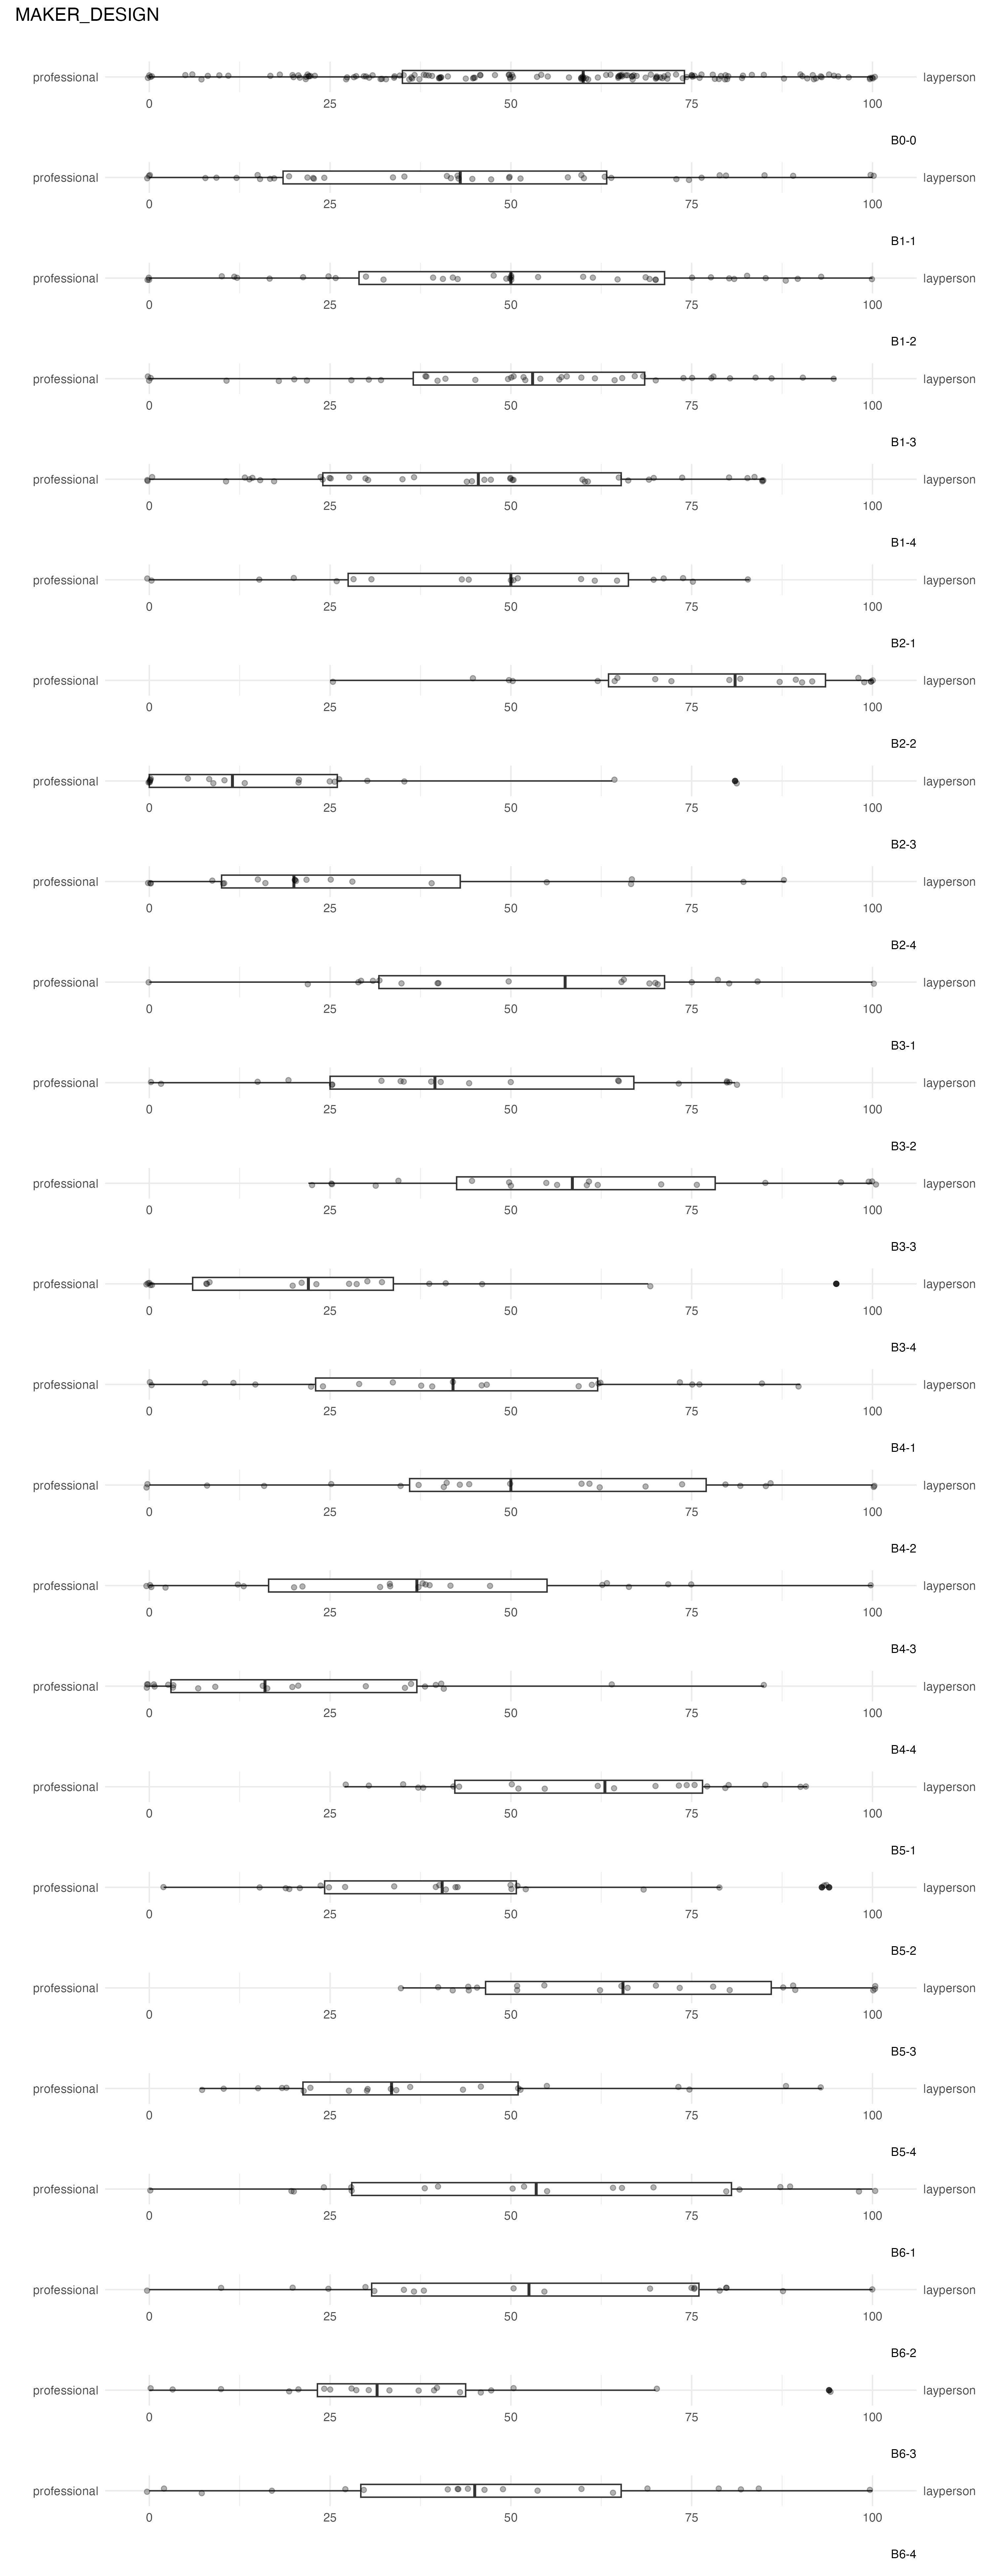 MAKER_DESIGN
professional layperson
0 25 50 75 100
B0-0
professional layperson
0 25 50 75 100
B1-1
professional layperson
0 25 50 75 100
B1-2
professional layperson
0 25 50 75 100
B1-3
professional layperson
0 25 50 75 100
B1-4
professional layperson
0 25 50 75 100
B2-1
professional layperson
0 25 50 75 100
B2-2
professional layperson
0 25 50 75 100
B2-3
professional layperson
0 25 50 75 100
B2-4
professional layperson
0 25 50 75 100
B3-1
professional layperson
0 25 50 75 100
B3-2
professional layperson
0 25 50 75 100
B3-3
professional layperson
0 25 50 75 100
B3-4
professional layperson
0 25 50 75 100
B4-1
professional layperson
0 25 50 75 100
B4-2
professional layperson
0 25 50 75 100
B4-3
professional layperson
0 25 50 75 100
B4-4
professional layperson
0 25 50 75 100
B5-1
professional layperson
0 25 50 75 100
B5-2
professional layperson
0 25 50 75 100
B5-3
professional layperson
0 25 50 75 100
B5-4
professional layperson
0 25 50 75 100
B6-1
professional layperson
0 25 50 75 100
B6-2
professional layperson
0 25 50 75 100
B6-3
professional layperson
0 25 50 75 100
B6-4